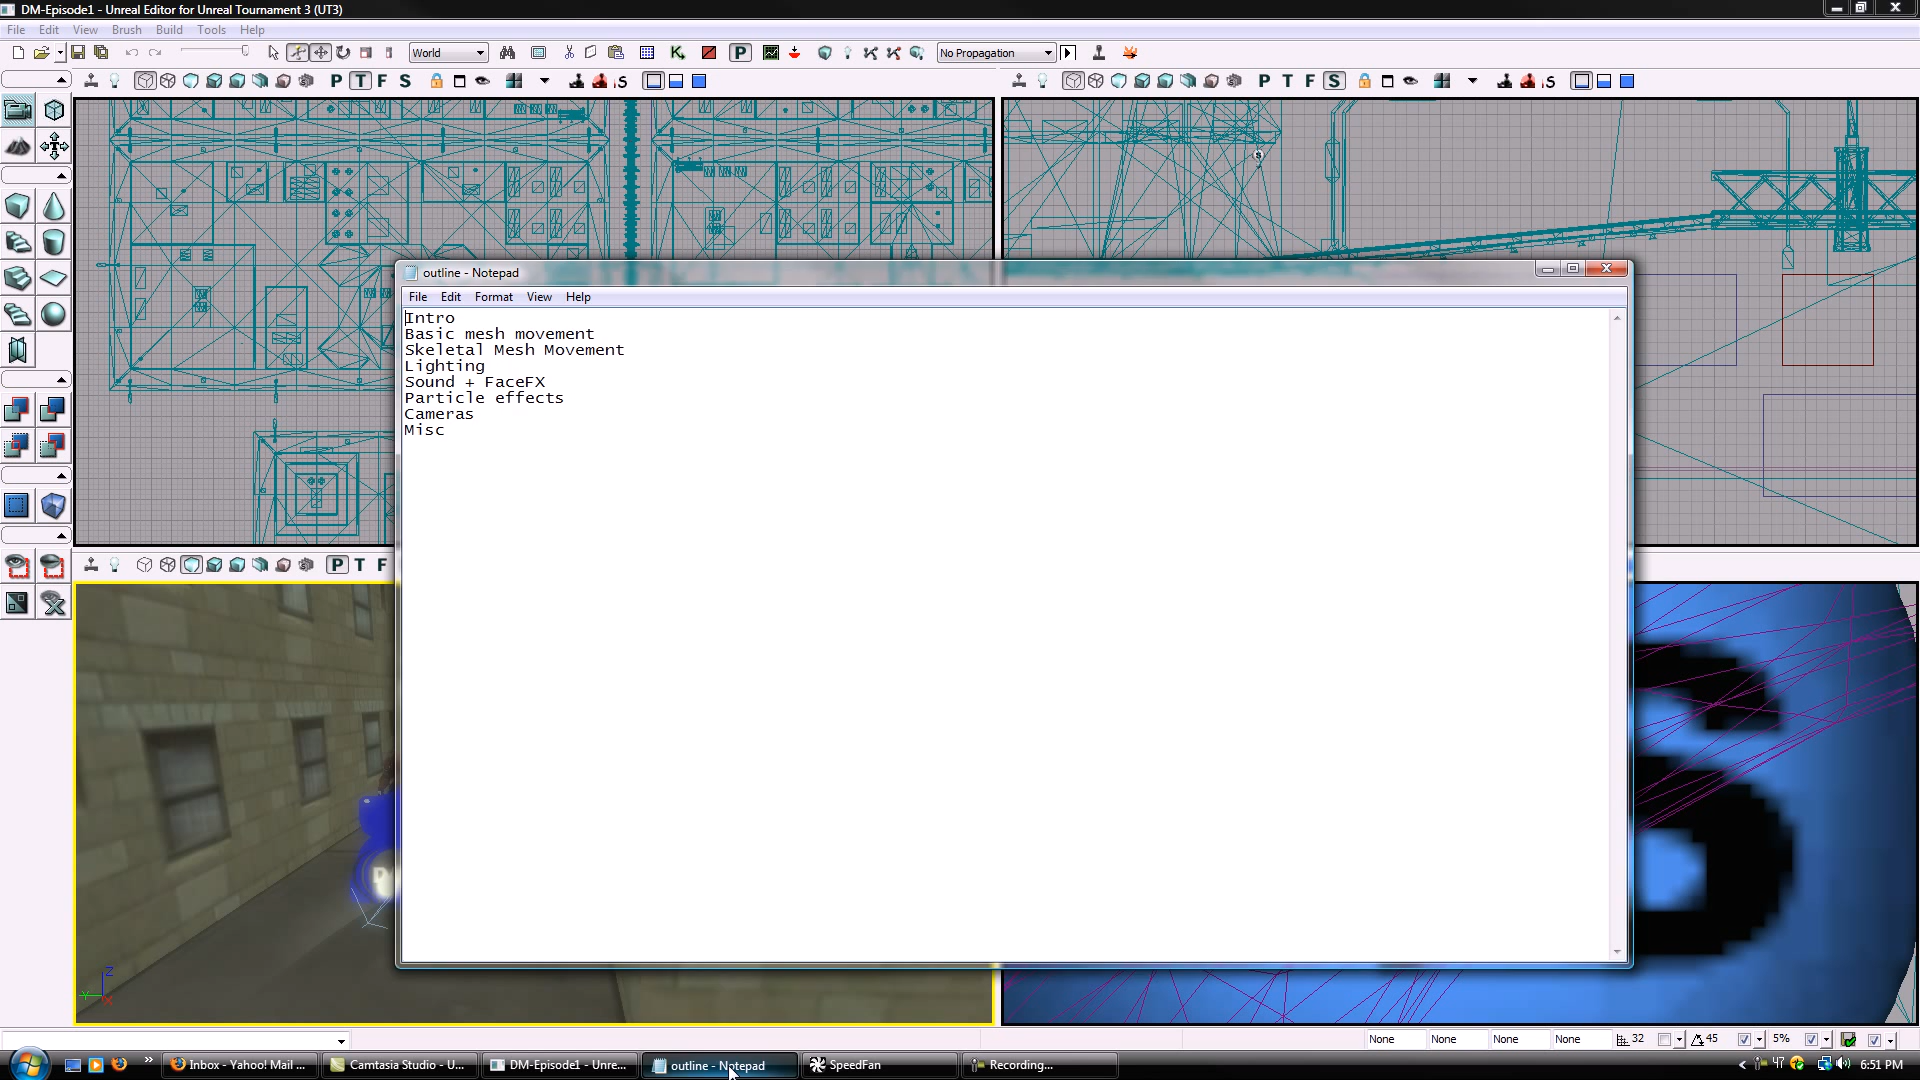 DM-Episode1 - Unreal Editor for Unreal Tournament 3 (UT3)
File Edit View Brush Build Tools Help
World
No Propagation
P T F S
P T F S
outline - Notepad
File Edit Format View Help
Intro
Basic mesh movement
Skeletal Mesh Movement
Lighting
Sound + FaceFX
Particle effects
Cameras
Misc
P T F
Z
Y X
None None None None 32 45 5%
Inbox - Yahoo! Mail ... Camtasia Studio - U... DM-Episode1 - Unre... outline - Notepad SpeedFan Recording... 47 6:51 PM